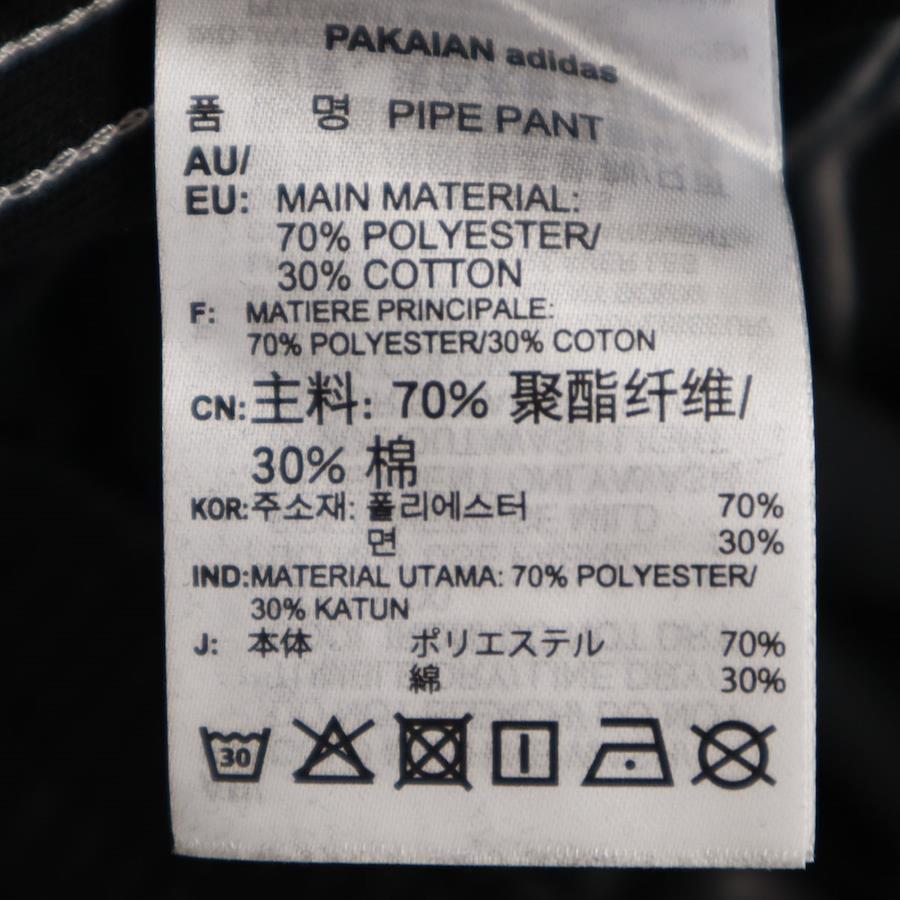 PAKAIAN adidas
품 명 PIPE PANT
AU/
EU: MAIN MATERIAL:
70% POLYESTER/
30% COTTON
F: MATIERE PRINCIPALE:
70% POLYESTER/30% COTON
CN:主料: 70% 聚酯纤维/
30% 棉
KOR:주소재: 폴리에스터 70%
면 30%
IND:MATERIAL UTAMA: 70% POLYESTER/
30% KATUN
J: 本体 ポリエステル 70%
綿 30%
30